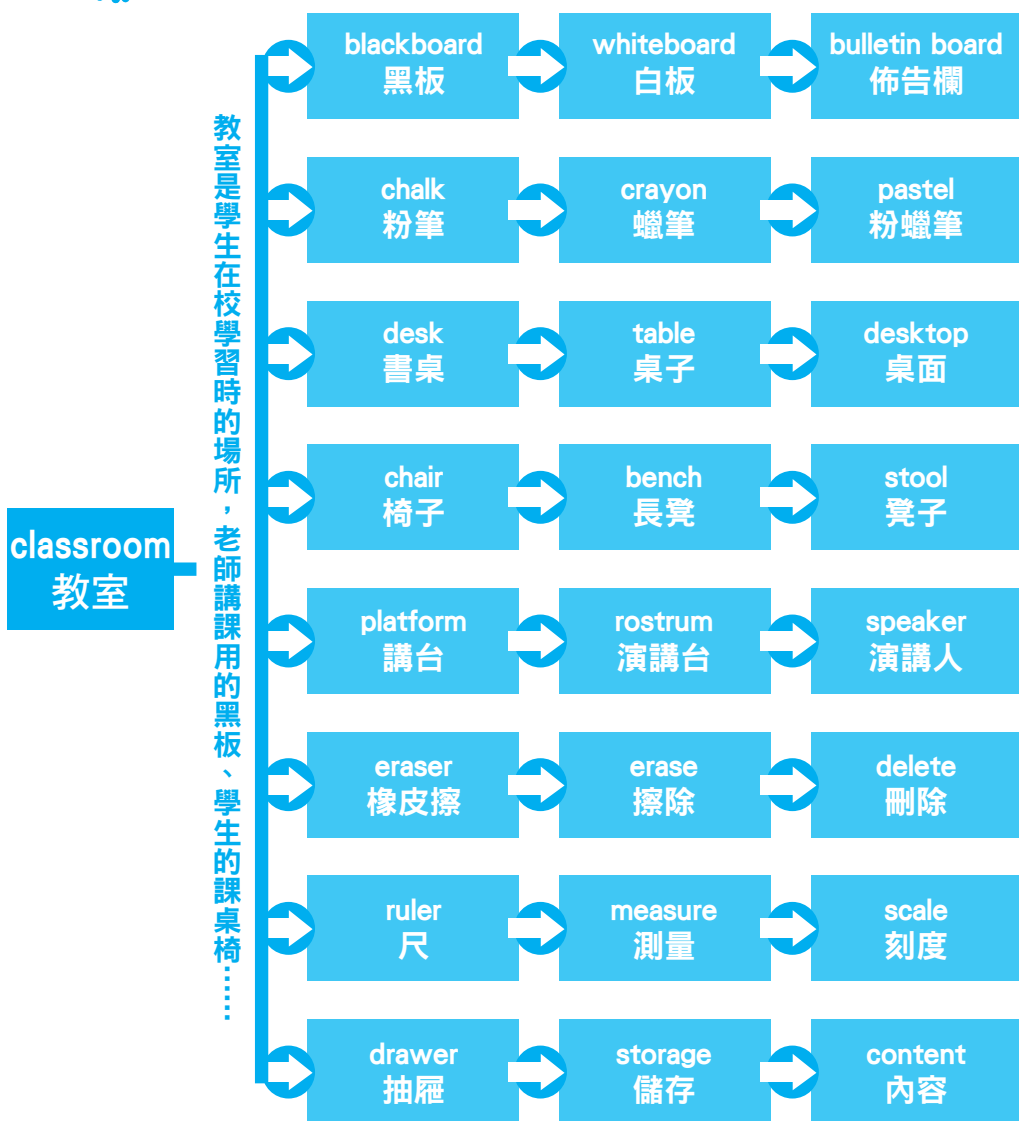 classroom
教室
教室是學生在校學習時的場所，老師講課用的黑板、學生的課桌椅……
blackboard
黑板
whiteboard
白板
bulletin board
佈告欄
chalk
粉筆
crayon
蠟筆
pastel
粉蠟筆
desk
書桌
table
桌子
desktop
桌面
chair
椅子
bench
長凳
stool
凳子
platform
講台
rostrum
演講台
speaker
演講人
eraser
橡皮擦
erase
擦除
delete
刪除
ruler
尺
measure
測量
scale
刻度
drawer
抽屜
storage
儲存
content
內容